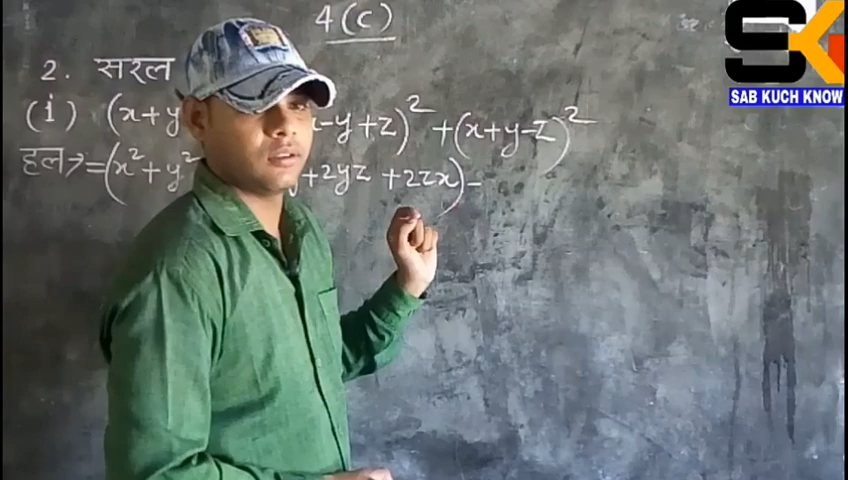 4(c)
SK
SAB KUCH KNOW
2. सरल
(i) (x+y -y+z)² +(x+y-z)²
हल→ =(x²+y² +2yz +2zx)-